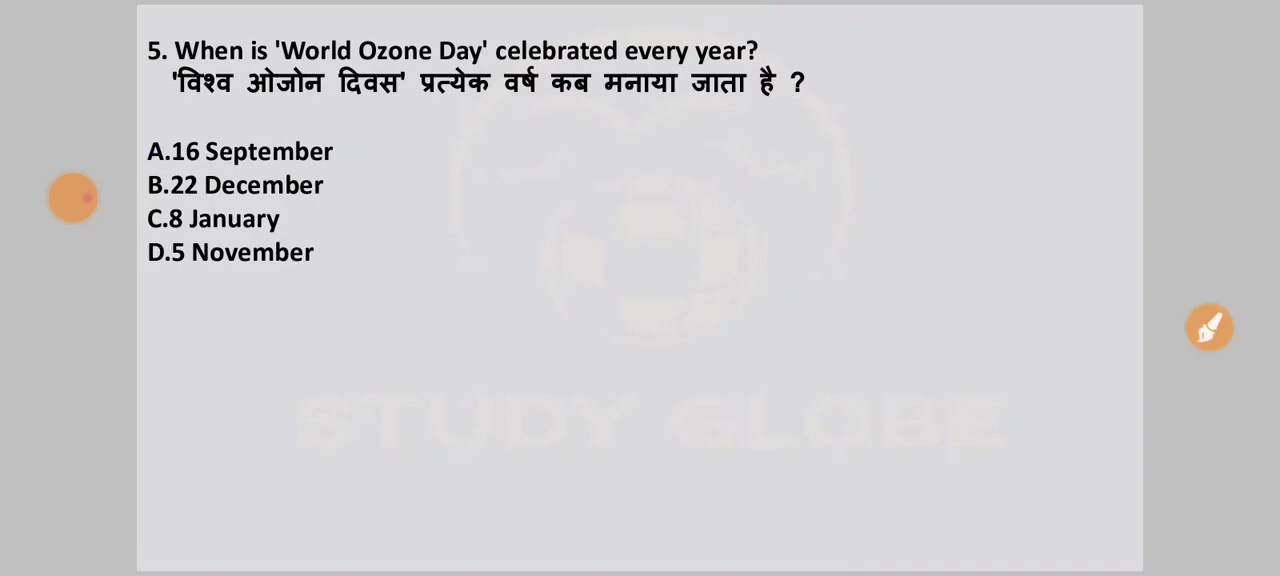 5. When is 'World Ozone Day' celebrated every year?
'विश्व ओजोन दिवस' प्रत्येक वर्ष कब मनाया जाता है ?
A.16 September
B.22 December
C.8 January
D.5 November
STUDY GLOBE